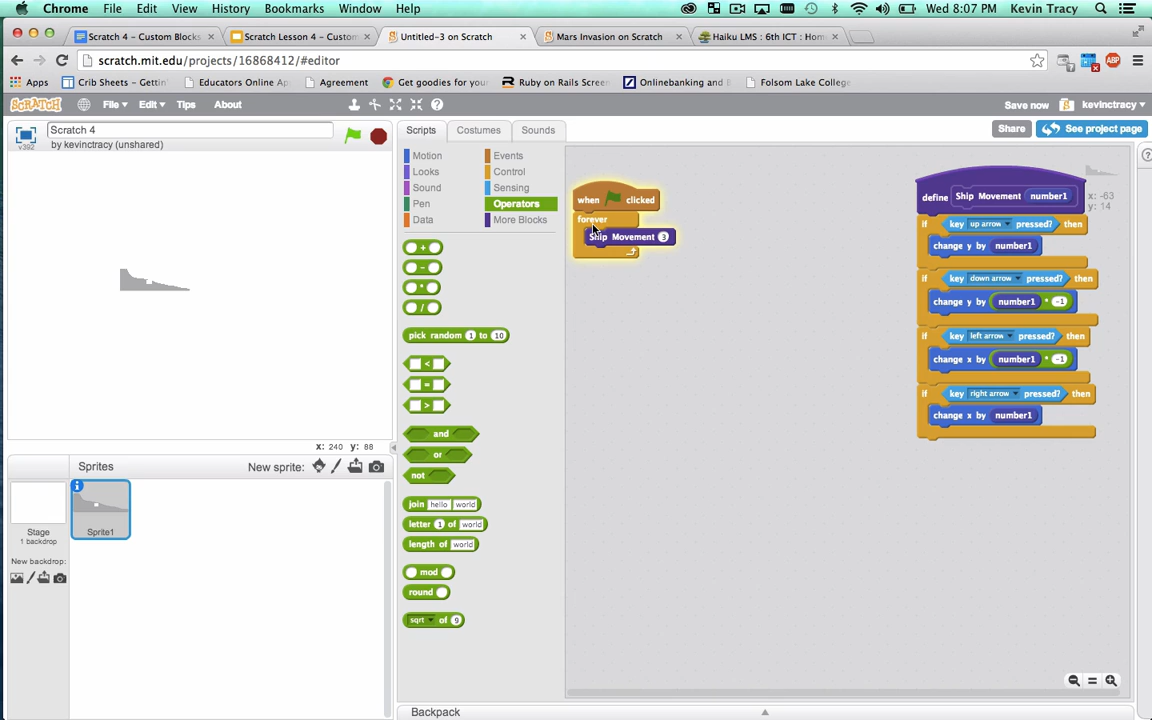 Chrome File Edit View History Bookmarks Window Help Wed 8:07 PM Kevin Tracy
Scratch 4 – Custom Blocks
Scratch Lesson 4 – Custom
Untitled-3 on Scratch
Mars Invasion on Scratch
Haiku LMS : 6th ICT : Hom
scratch.mit.edu/projects/16868412/#editor
Apps Crib Sheets – Gettin Educators Online Ap Agreement Get goodies for you Ruby on Rails Screen Onlinebanking and Folsom Lake College
SCRATCH File Edit Tips About Save now kevinctracy
Share See project page
Scratch 4
by kevinctracy (unshared)
v392
Scripts Costumes Sounds
Motion Events
Looks Control
Sound Sensing
Pen Operators
Data More Blocks
+
-
*
/
pick random 1 to 10
<
=
>
and
or
not
join hello world
letter 1 of world
length of world
mod
round
sqrt of 9
when clicked
forever
Ship Movement 3
define Ship Movement number1
x: -63
y: 14
if key up arrow pressed? then
change y by number1
if key down arrow pressed? then
change y by number1 * -1
if key left arrow pressed? then
change x by number1 * -1
if key right arrow pressed? then
change x by number1
x: 240 y: 88
Sprites New sprite:
Stage
1 backdrop
New backdrop:
Sprite1
Backpack
ABP